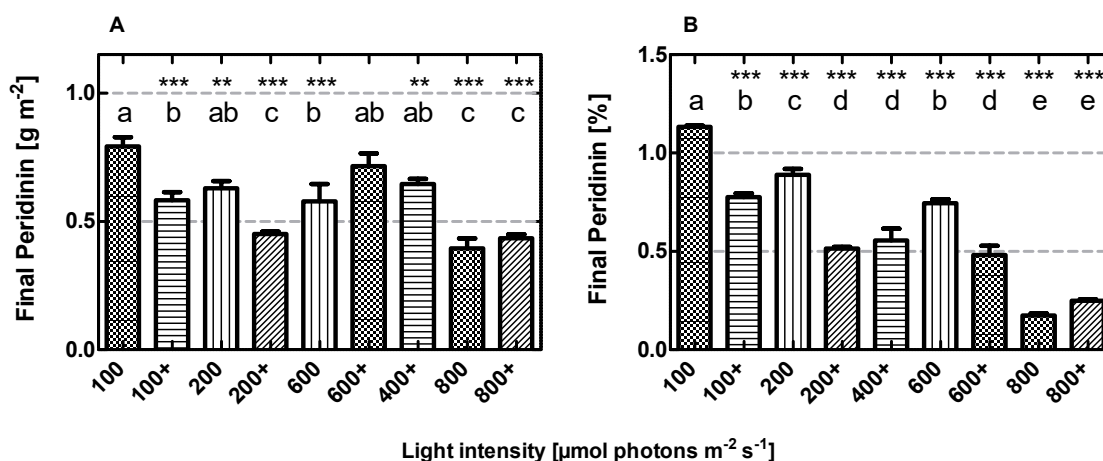 A
Final Peridinin [g m-2]
1.0
0.5
0.0
*** ** *** *** ** *** ***
a b ab c b ab ab c c
100 100+ 200 200+ 600 600+ 400+ 800 800+
B
Final Peridinin [%]
1.5
1.0
0.5
0.0
*** *** *** *** *** *** *** ***
a b c d d b d e e
100 100+ 200 200+ 400+ 600 600+ 800 800+
Light intensity [µmol photons m-2 s-1]